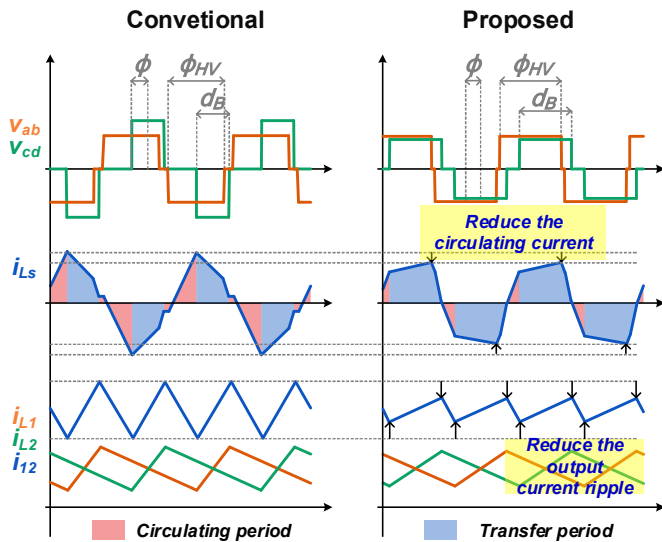 Convetional
Proposed
ϕ
ϕHV
dB
ϕ
ϕHV
dB
vab
vcd
Reduce the
circulating current
iLs
iL1
iL2
i12
Reduce the
output
current ripple
Circulating period
Transfer period